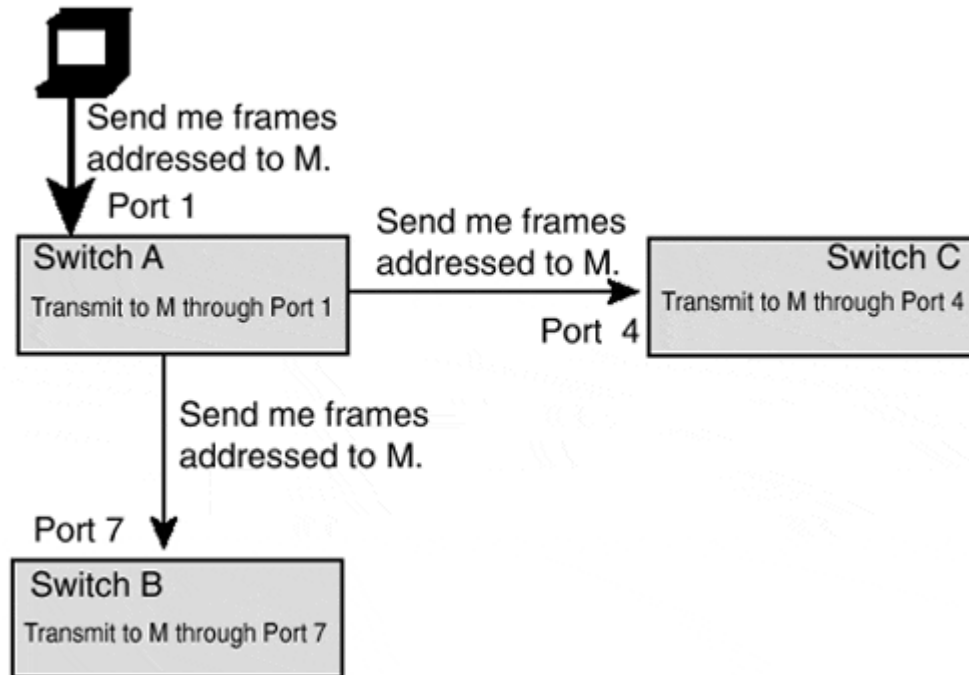 Send me frames
addressed to M.
Port 1
Switch A
Transmit to M through Port 1
Send me frames
addressed to M.
Port 4
Switch C
Transmit to M through Port 4
Send me frames
addressed to M.
Port 7
Switch B
Transmit to M through Port 7